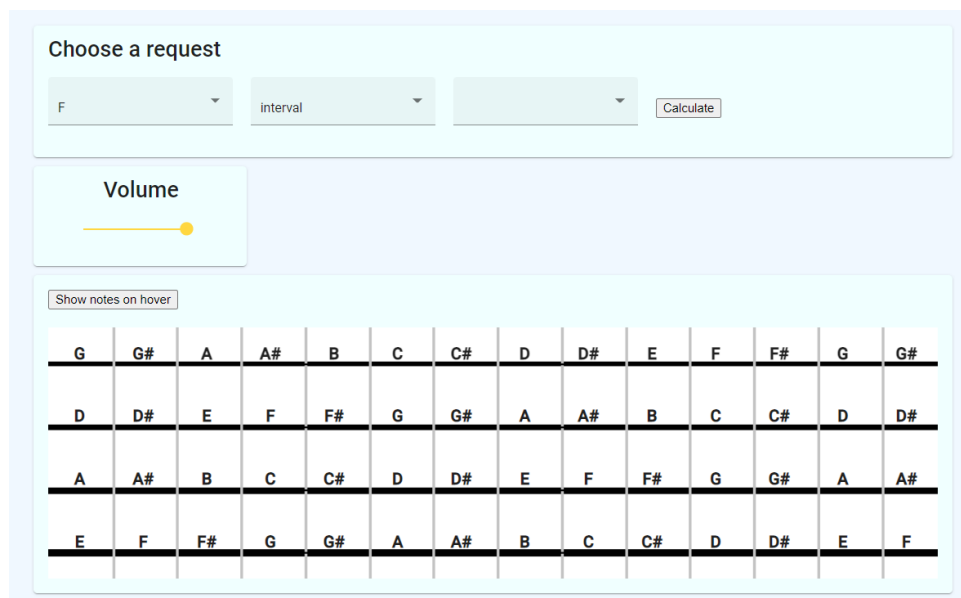 Choose a request
F interval Calculate
Volume
Show notes on hover
G G# A A# B C C# D D# E F F# G G#
D D# E F F# G G# A A# B C C# D D#
A A# B C C# D D# E F F# G G# A A#
E F F# G G# A A# B C C# D D# E F